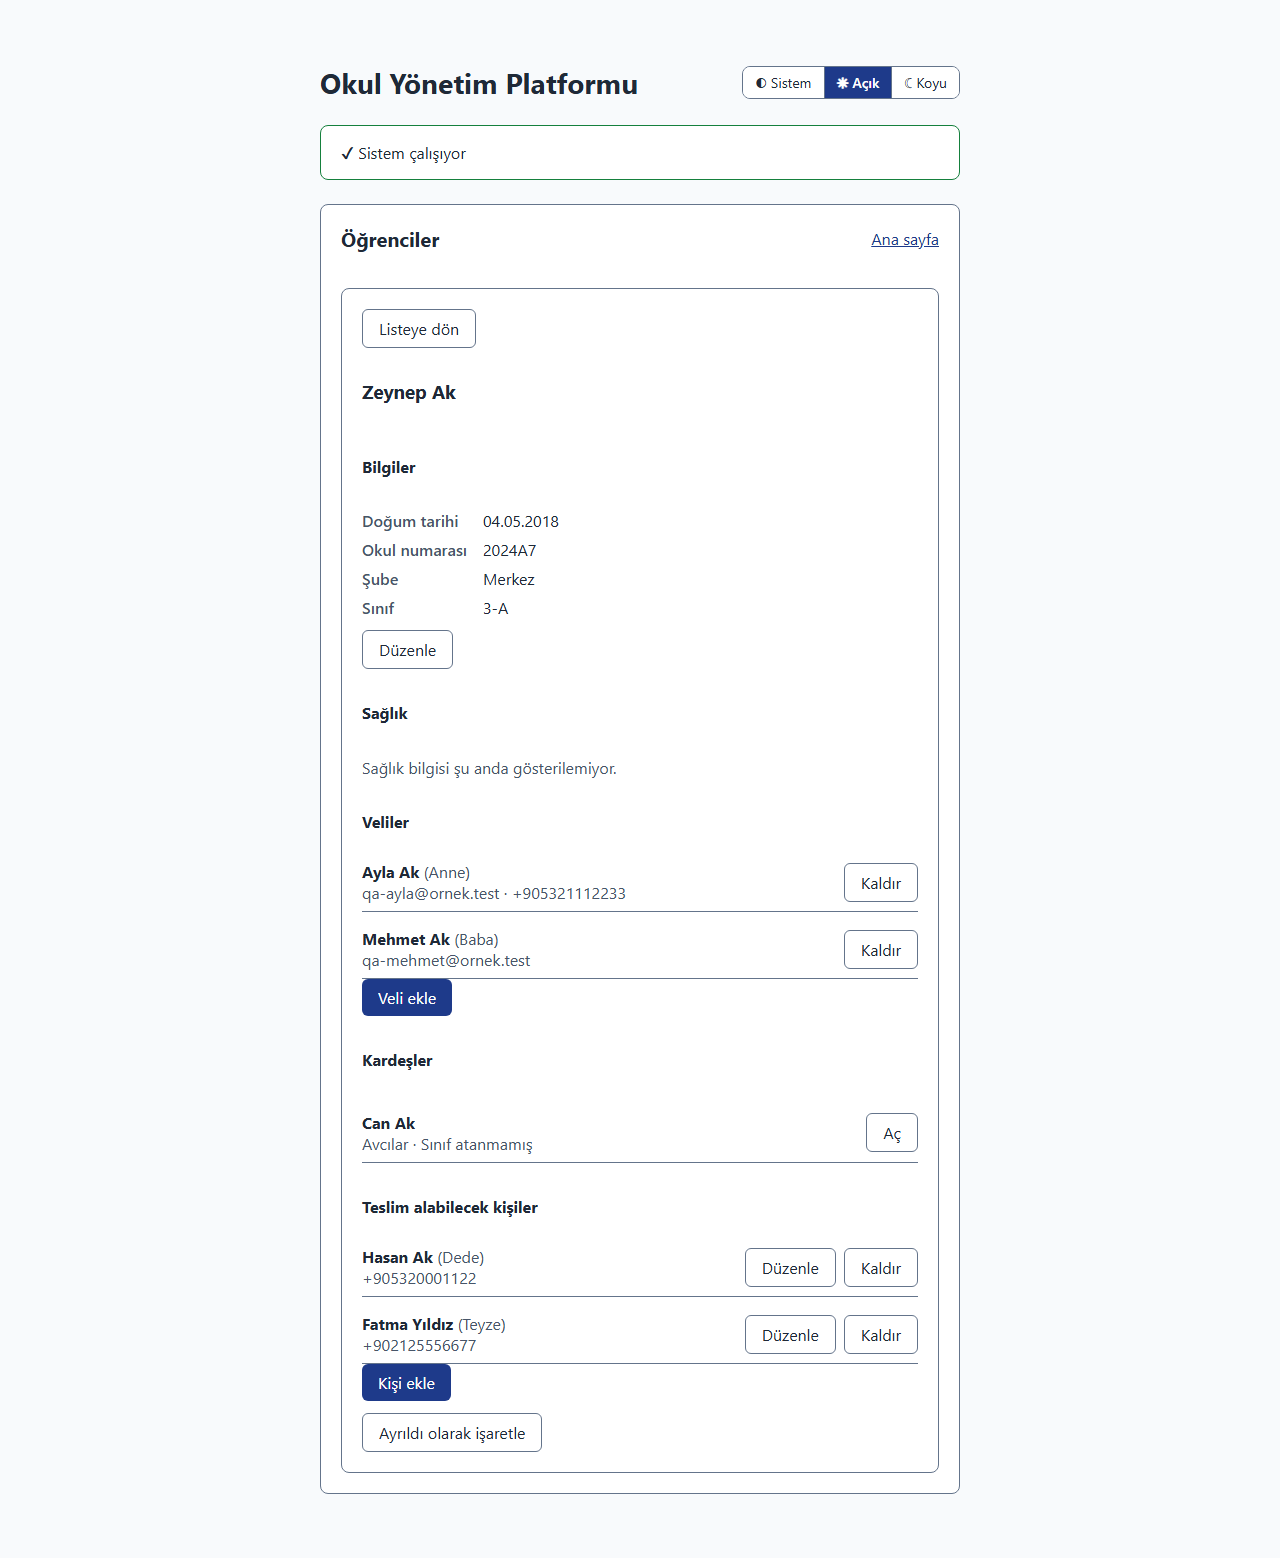 Okul Yönetim Platformu
◐ Sistem
❋ Açık
☾ Koyu
✓ Sistem çalışıyor
Öğrenciler
Ana sayfa
Listeye dön
Zeynep Ak
Bilgiler
Doğum tarihi 04.05.2018
Okul numarası 2024A7
Şube Merkez
Sınıf 3-A
Düzenle
Sağlık
Sağlık bilgisi şu anda gösterilemiyor.
Veliler
Ayla Ak (Anne)
qa-ayla@ornek.test · +905321112233
Kaldır
Mehmet Ak (Baba)
qa-mehmet@ornek.test
Kaldır
Veli ekle
Kardeşler
Can Ak
Avcılar · Sınıf atanmamış
Aç
Teslim alabilecek kişiler
Hasan Ak (Dede)
+905320001122
Düzenle
Kaldır
Fatma Yıldız (Teyze)
+902125556677
Düzenle
Kaldır
Kişi ekle
Ayrıldı olarak işaretle